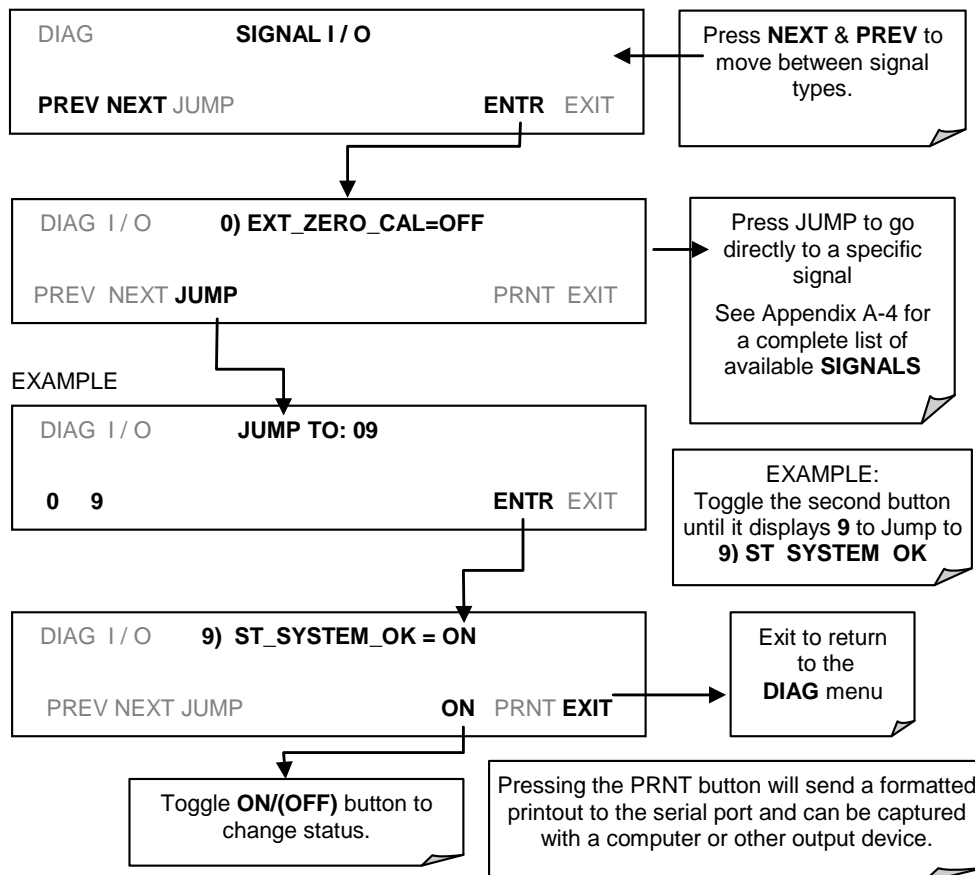 DIAG SIGNAL I / O
PREV NEXT JUMP ENTR EXIT
Press NEXT & PREV to
move between signal
types.
DIAG I / O 0) EXT_ZERO_CAL=OFF
PREV NEXT JUMP PRNT EXIT
Press JUMP to go
directly to a specific
signal
See Appendix A-4 for
a complete list of
available SIGNALS
EXAMPLE
DIAG I / O JUMP TO: 09
0 9 ENTR EXIT
EXAMPLE:
Toggle the second button
until it displays 9 to Jump to
9) ST SYSTEM OK
DIAG I / O 9) ST_SYSTEM_OK = ON
PREV NEXT JUMP ON PRNT EXIT
Exit to return
to the
DIAG menu
Toggle ON/(OFF) button to
change status.
Pressing the PRNT button will send a formatted
printout to the serial port and can be captured
with a computer or other output device.